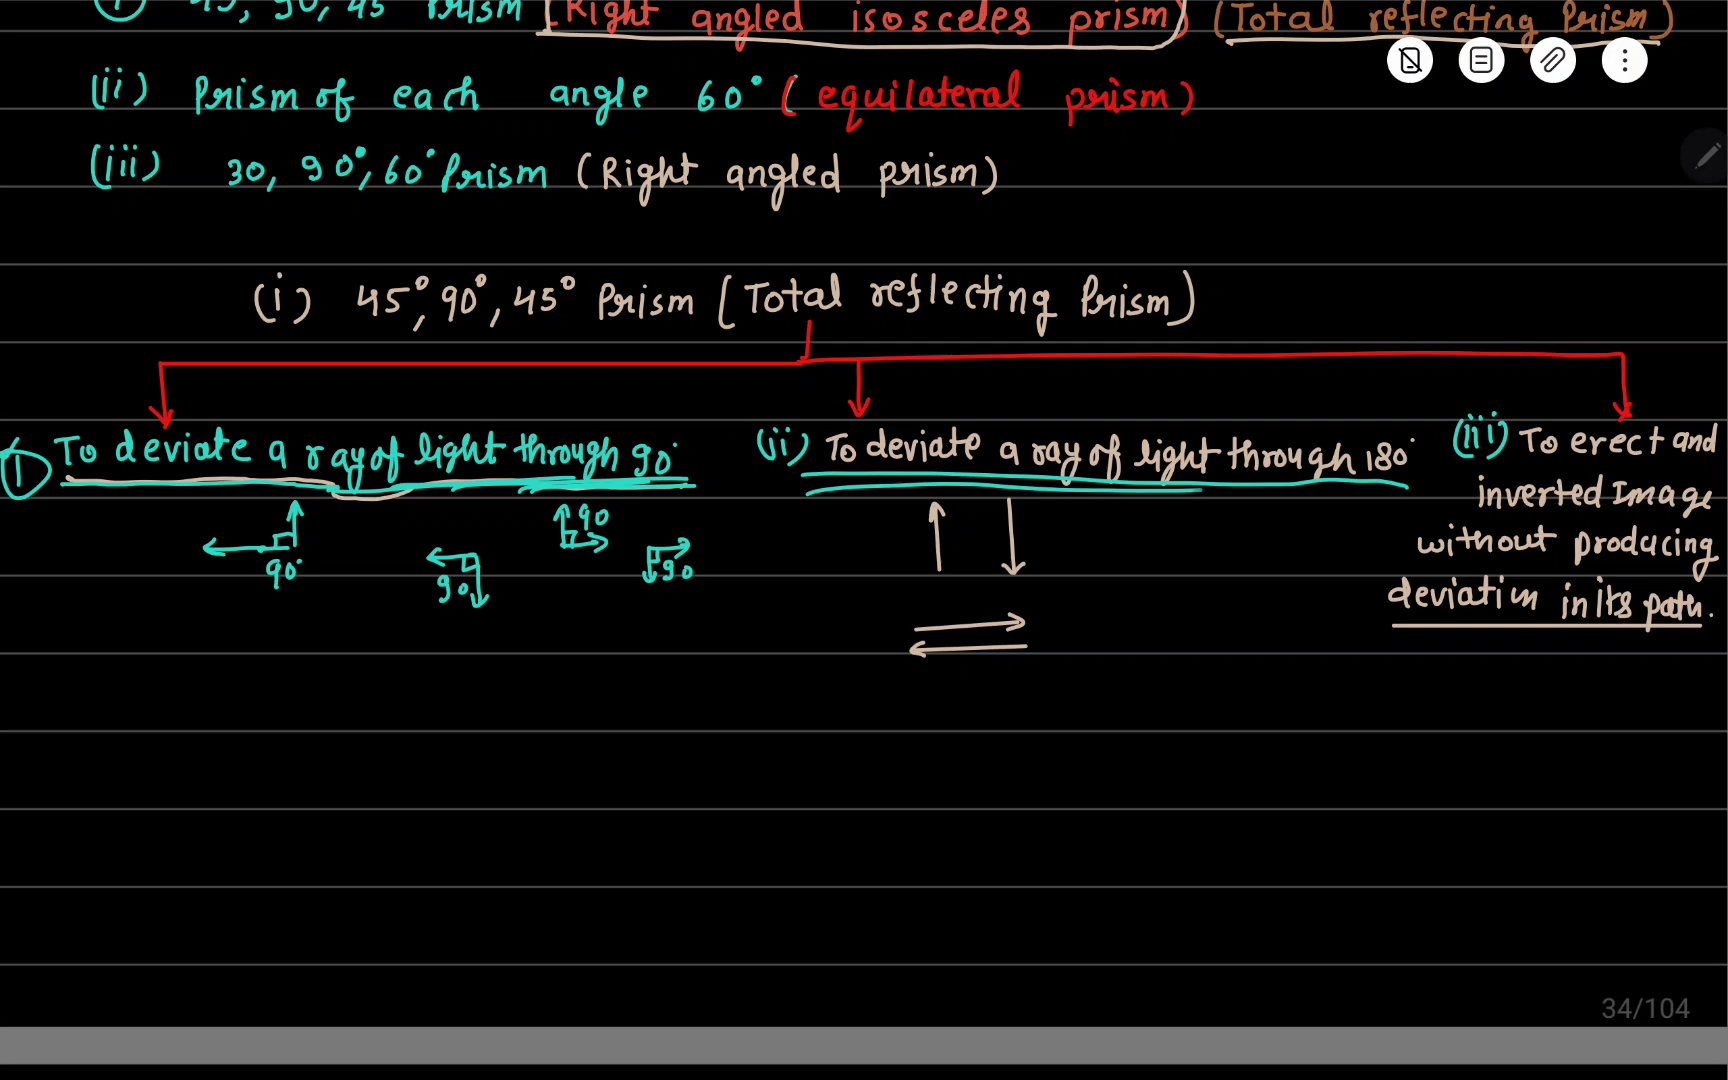 (i) 45, 90, 45 Prism [Right angled isosceles prism] (Total reflecting Prism)
(ii) Prism of each angle 60° (equilateral prism)
(iii) 30, 90°, 60° Prism (Right angled prism)
(i) 45°, 90°, 45° Prism [Total reflecting Prism]
(i) To deviate a ray of light through 90°
(ii) To deviate a ray of light through 180°
(iii) To erect and
inverted Image
without producing
deviation in its path.
90
90°
90
90
34/104